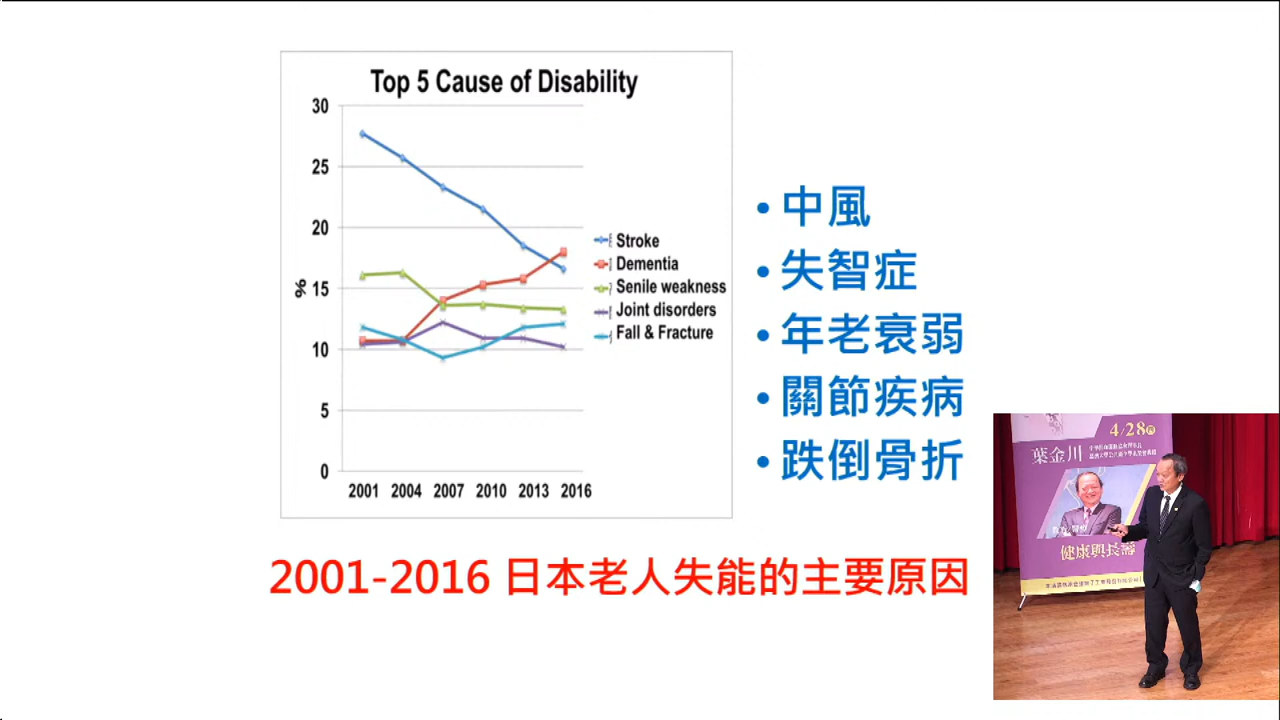 Top 5 Cause of Disability
30
25
20
15
10
5
0
%
2001 2004 2007 2010 2013 2016
Stroke
Dementia
Senile weakness
Joint disorders
Fall & Fracture
• 中風
• 失智症
• 年老衰弱
• 關節疾病
• 跌倒骨折
2001-2016 日本老人失能的主要原因
4/28
葉金川
健康與長壽